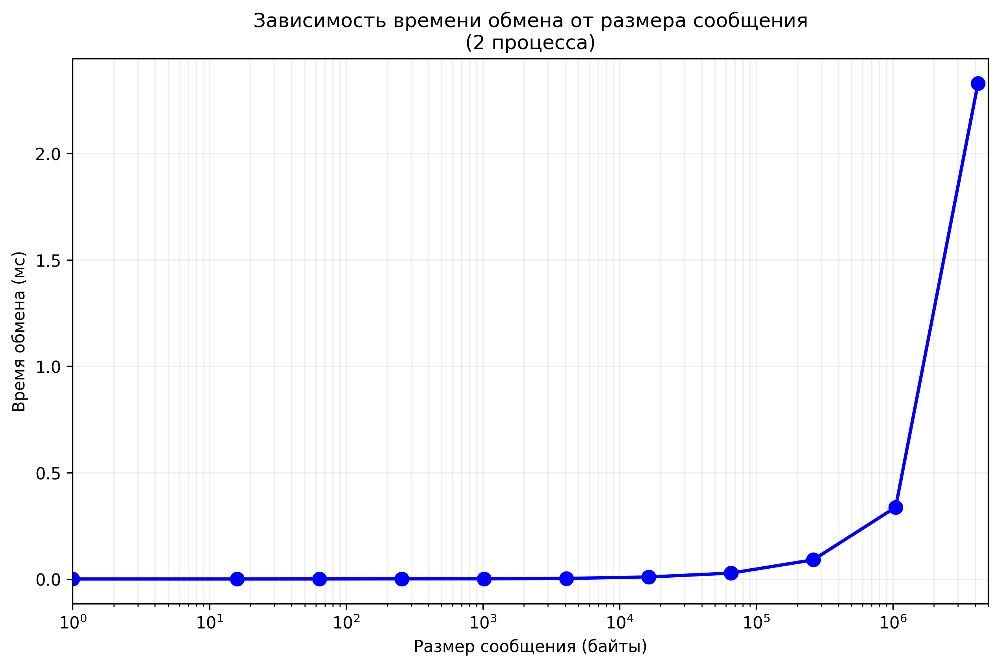 Зависимость времени обмена от размера сообщения
(2 процесса)
Время обмена (мс)
2.0
1.5
1.0
0.5
0.0
10⁰ 10¹ 10² 10³ 10⁴ 10⁵ 10⁶
Размер сообщения (байты)